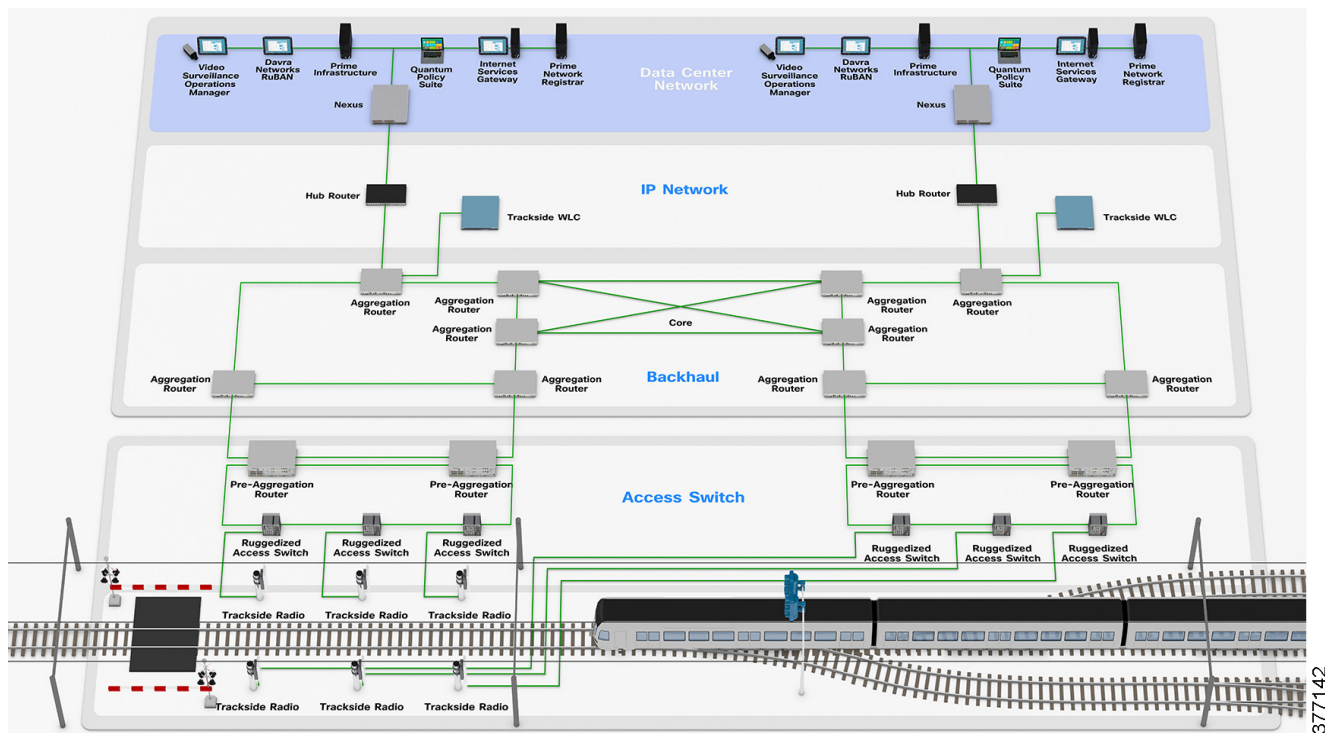 Video
Surveillance
Operations
Manager
Davra
Networks
RuBAN
Prime
Infrastructure
Quantum
Policy
Suite
Internet
Services
Gateway
Prime
Network
Registrar
Data Center
Network
Video
Surveillance
Operations
Manager
Davra
Networks
RuBAN
Prime
Infrastructure
Quantum
Policy
Suite
Internet
Services
Gateway
Prime
Network
Registrar
Nexus
Nexus
Hub Router
IP Network
Hub Router
Trackside WLC
Trackside WLC
Aggregation
Router
Aggregation
Router
Aggregation
Router
Aggregation
Router
Aggregation
Router
Core
Aggregation
Router
Aggregation
Router
Aggregation
Router
Backhaul
Aggregation
Router
Aggregation
Router
Pre-Aggregation
Router
Pre-Aggregation
Router
Access Switch
Pre-Aggregation
Router
Pre-Aggregation
Router
Ruggedized
Access Switch
Ruggedized
Access Switch
Ruggedized
Access Switch
Ruggedized
Access Switch
Ruggedized
Access Switch
Ruggedized
Access Switch
Trackside Radio
Trackside Radio
Trackside Radio
Trackside Radio
Trackside Radio
Trackside Radio
377142